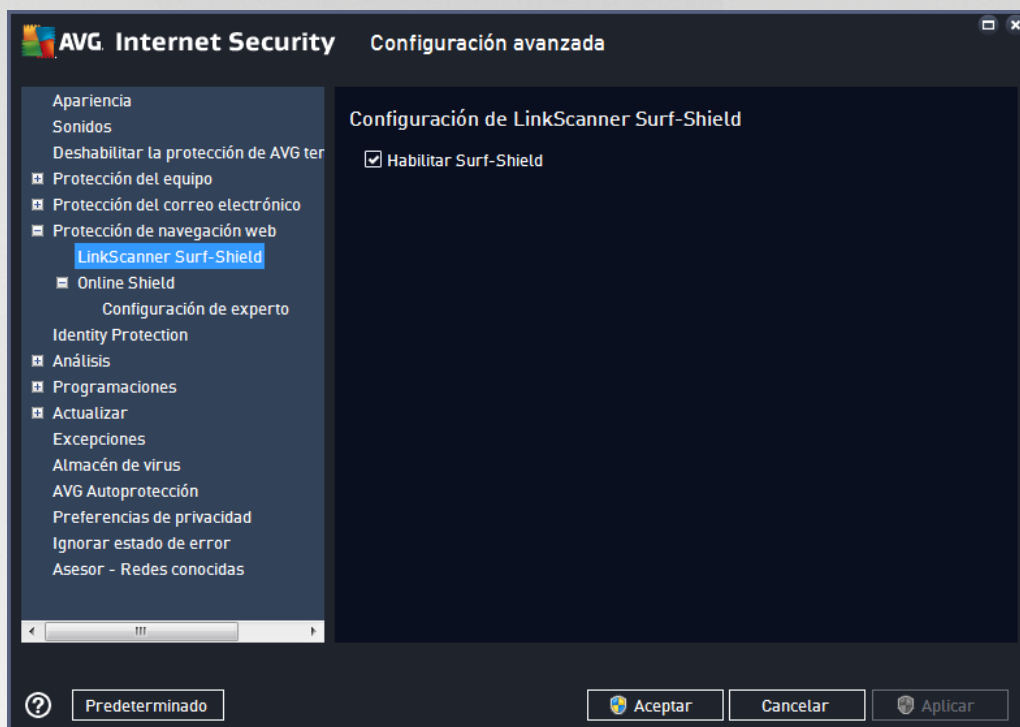 AVG. Internet Security Configuración avanzada
Apariencia
Sonidos
Deshabilitar la protección de AVG ter
Protección del equipo
Protección del correo electrónico
Protección de navegación web
LinkScanner Surf-Shield
Online Shield
Configuración de experto
Identity Protection
Análisis
Programaciones
Actualizar
Excepciones
Almacén de virus
AVG Autoprotección
Preferencias de privacidad
Ignorar estado de error
Asesor - Redes conocidas
Configuración de LinkScanner Surf-Shield
Habilitar Surf-Shield
Predeterminado
Aceptar
Cancelar
Aplicar